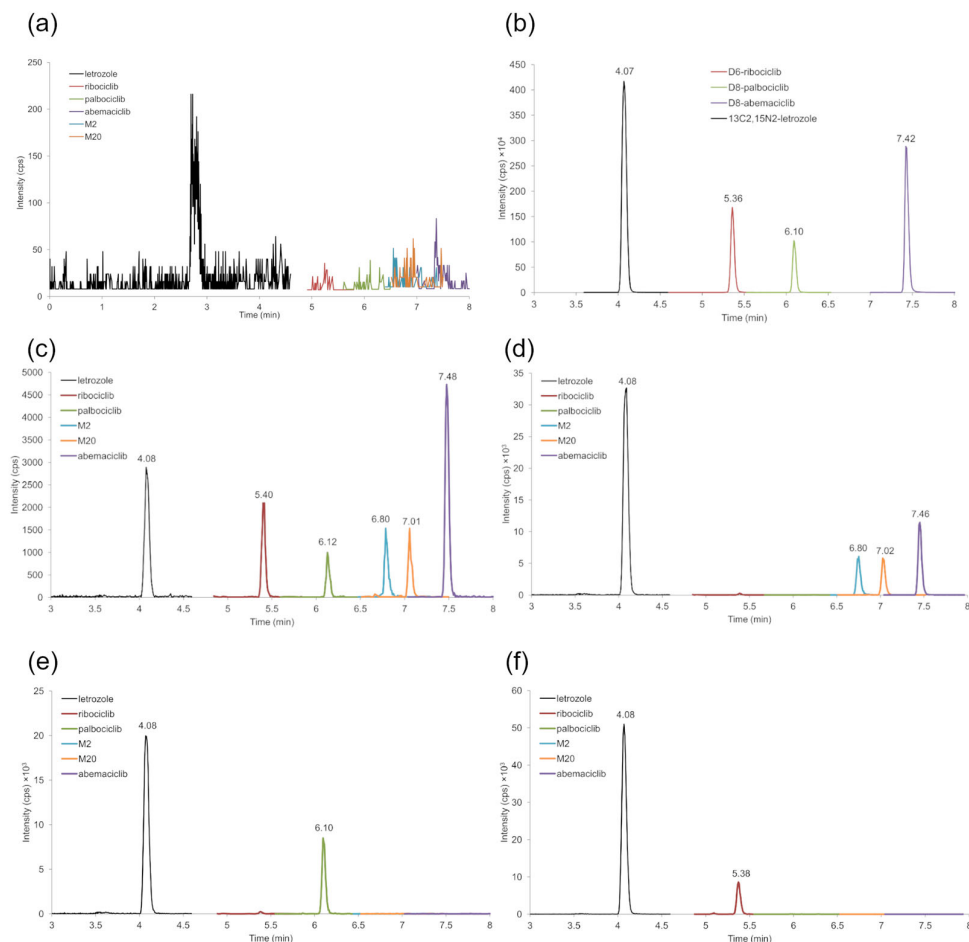 (a)
250
200
150
100
50
0
Intensity (cps)
letrozole
ribociclib
palbociclib
abemaciclib
M2
M20
0 1 2 3 4 5 6 7 8
Time (min)
(b)
450
400
350
300
250
200
150
100
50
0
Intensity (cps) ×10⁴
4.07
5.36
6.10
7.42
D6-ribociclib
D8-palbociclib
D8-abemaciclib
13C2,15N2-letrozole
3 3.5 4 4.5 5 5.5 6 6.5 7 7.5 8
Time (min)
(c)
5000
4500
4000
3500
3000
2500
2000
1500
1000
500
0
Intensity (cps)
letrozole
ribociclib
palbociclib
M2
M20
abemaciclib
4.08
5.40
6.12
6.80
7.01
7.48
3 3.5 4 4.5 5 5.5 6 6.5 7 7.5 8
Time (min)
(d)
35
30
25
20
15
10
5
0
Intensity (cps) ×10³
letrozole
ribociclib
palbociclib
M2
M20
abemaciclib
4.08
6.80
7.02
7.46
3 3.5 4 4.5 5 5.5 6 6.5 7 7.5 8
Time (min)
(e)
25
20
15
10
5
0
Intensity (cps) ×10³
letrozole
ribociclib
palbociclib
M2
M20
abemaciclib
4.08
6.10
3 3.5 4 4.5 5 5.5 6 6.5 7 7.5 8
Time (min)
(f)
60
50
40
30
20
10
0
Intensity (cps) ×10³
letrozole
ribociclib
palbociclib
M2
M20
abemaciclib
4.08
5.38
3 3.5 4 4.5 5 5.5 6 6.5 7 7.5 8
Time (min)